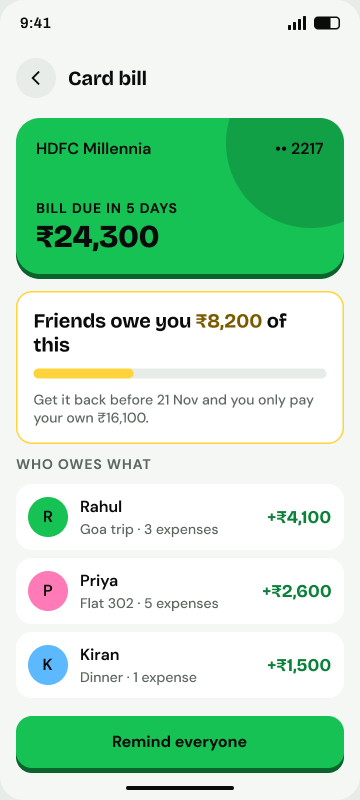 9:41
Card bill
HDFC Millennia
•• 2217
BILL DUE IN 5 DAYS
₹24,300
Friends owe you ₹8,200 of
this
Get it back before 21 Nov and you only pay
your own ₹16,100.
WHO OWES WHAT
R
Rahul
Goa trip · 3 expenses
+₹4,100
P
Priya
Flat 302 · 5 expenses
+₹2,600
K
Kiran
Dinner · 1 expense
+₹1,500
Remind everyone